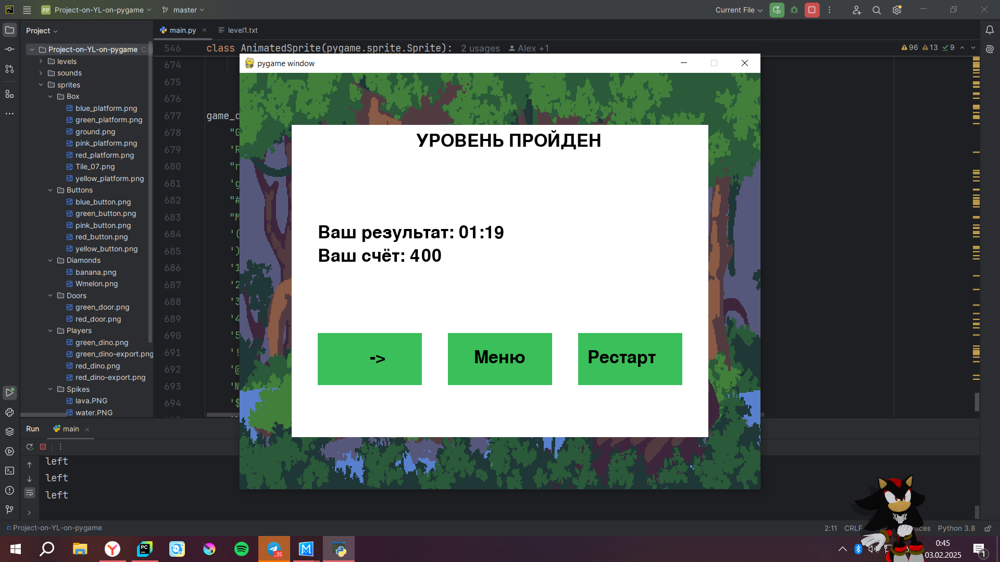 PC
PP Project-on-YL-on-pygame
master
Current File
Project
main.py
level1.txt
Project-on-YL-on-pygame
levels
sounds
sprites
Box
blue_platform.png
green_platform.png
ground.png
pink_platform.png
red_platform.png
Tile_07.png
yellow_platform.png
Buttons
blue_button.png
green_button.png
pink_button.png
red_button.png
yellow_button.png
Diamonds
banana.png
Wmelon.png
Doors
green_door.png
red_door.png
Players
green_dino.png
green_dino-export.png
red_dino.png
red_dino-export.png
Spikes
lava.PNG
water.PNG
546 class AnimatedSprite(pygame.sprite.Sprite): 2 usages Alex +1
96 13 9
674
675
676
677 game_
678 "G
679 'R
680 "n
681 'g
682 "#
683 "M
684 '(
685 ')
686 '1
687 '2
688 '3
689 '4
690 '5
691 '!
692 '@
693 'N
694 '$
pygame window
УРОВЕНЬ ПРОЙДЕН
Ваш результат: 01:19
Ваш счёт: 400
->
Меню
Рестарт
Run
main
left
left
left
Project-on-YL-on-pygame
2:11 CRLF
Python 3.8
PC
..35
0:45
03.02.2025
1